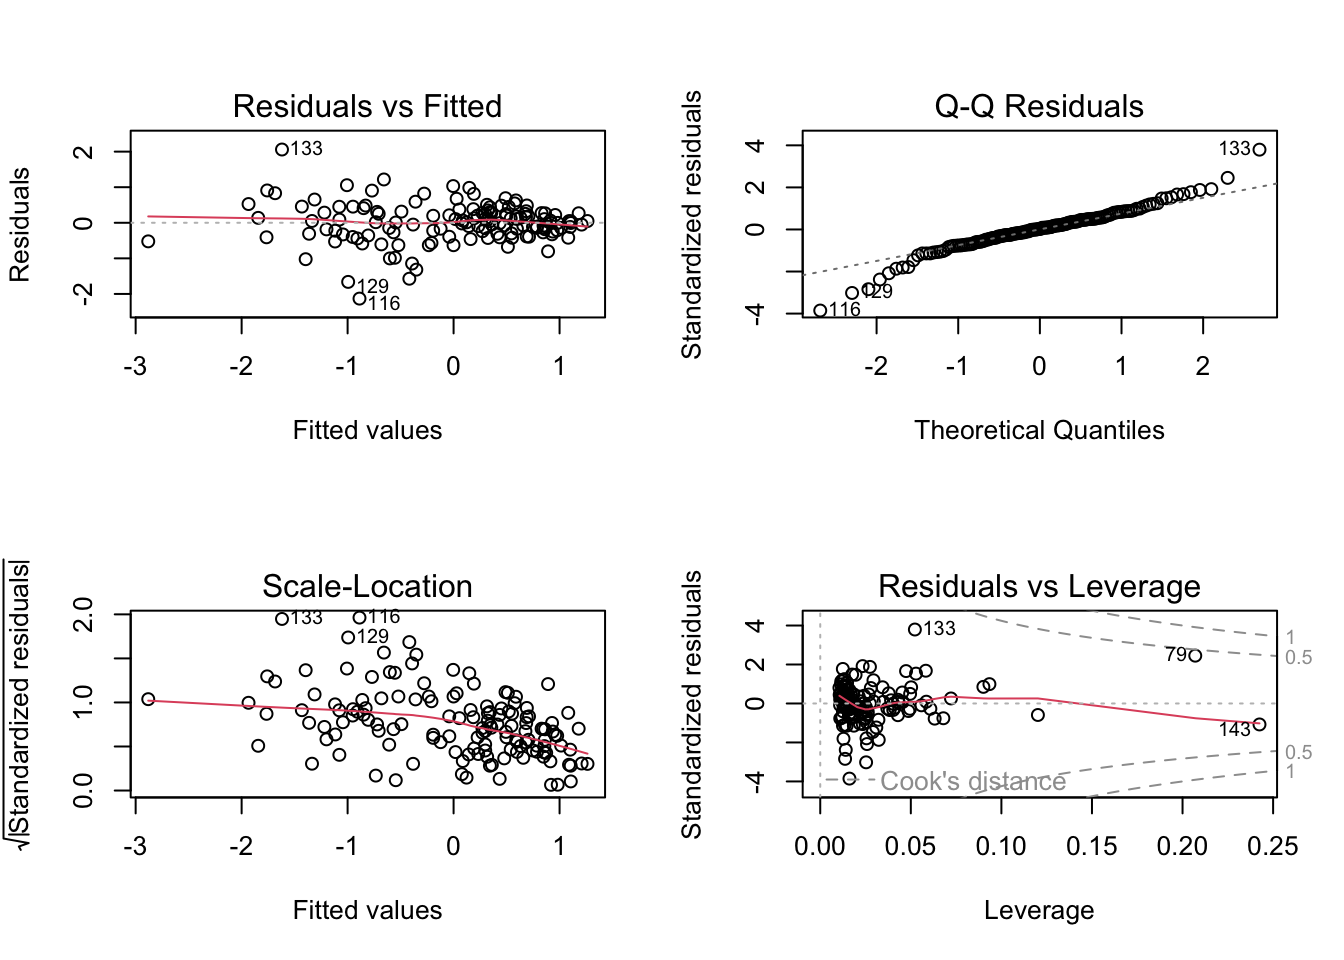 Residuals vs Fitted
Residuals
2
0
-2
133
129
116
-3 -2 -1 0 1
Fitted values
Q-Q Residuals
Standardized residuals
4
2
0
-4
133
129
116
-2 -1 0 1 2
Theoretical Quantiles
Scale-Location
√|Standardized residuals|
2.0
1.0
0.0
133
116
129
-3 -2 -1 0 1
Fitted values
Residuals vs Leverage
Standardized residuals
4
2
0
-4
133
79
143
1
0.5
0.5
1
Cook's distance
0.00 0.05 0.10 0.15 0.20 0.25
Leverage